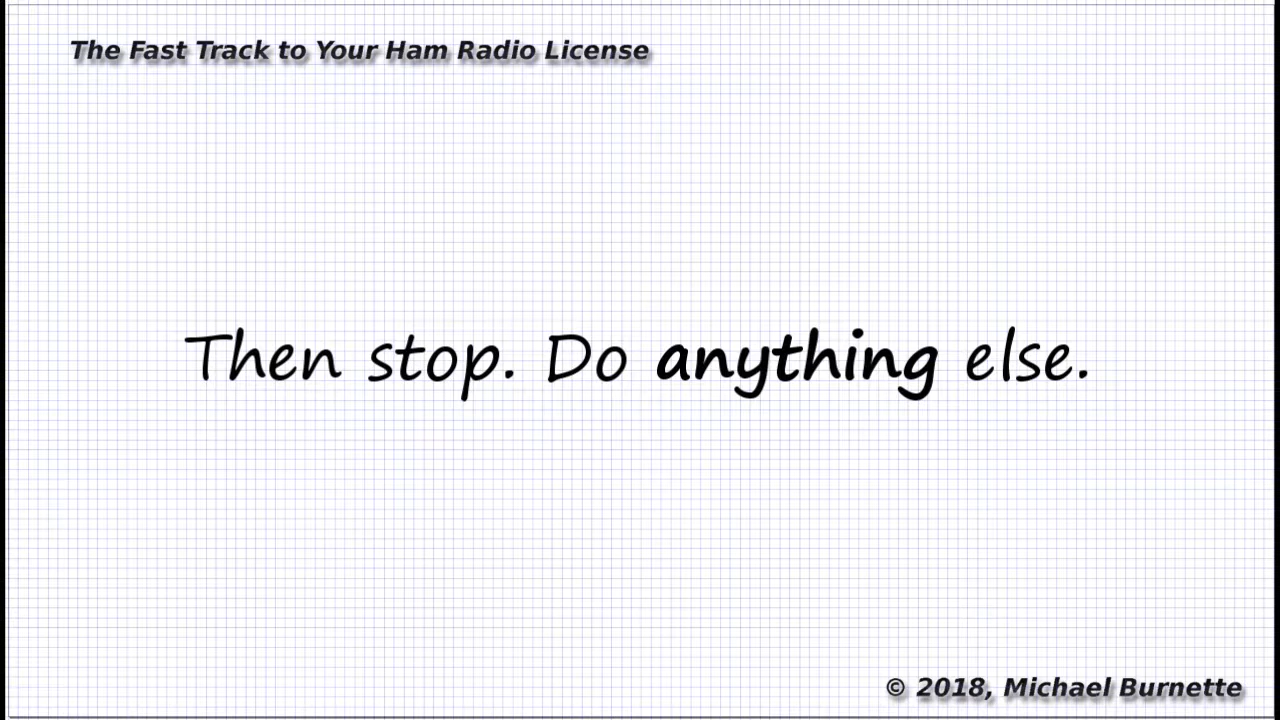 The Fast Track to Your Ham Radio License
Then stop. Do anything else.
© 2018, Michael Burnette